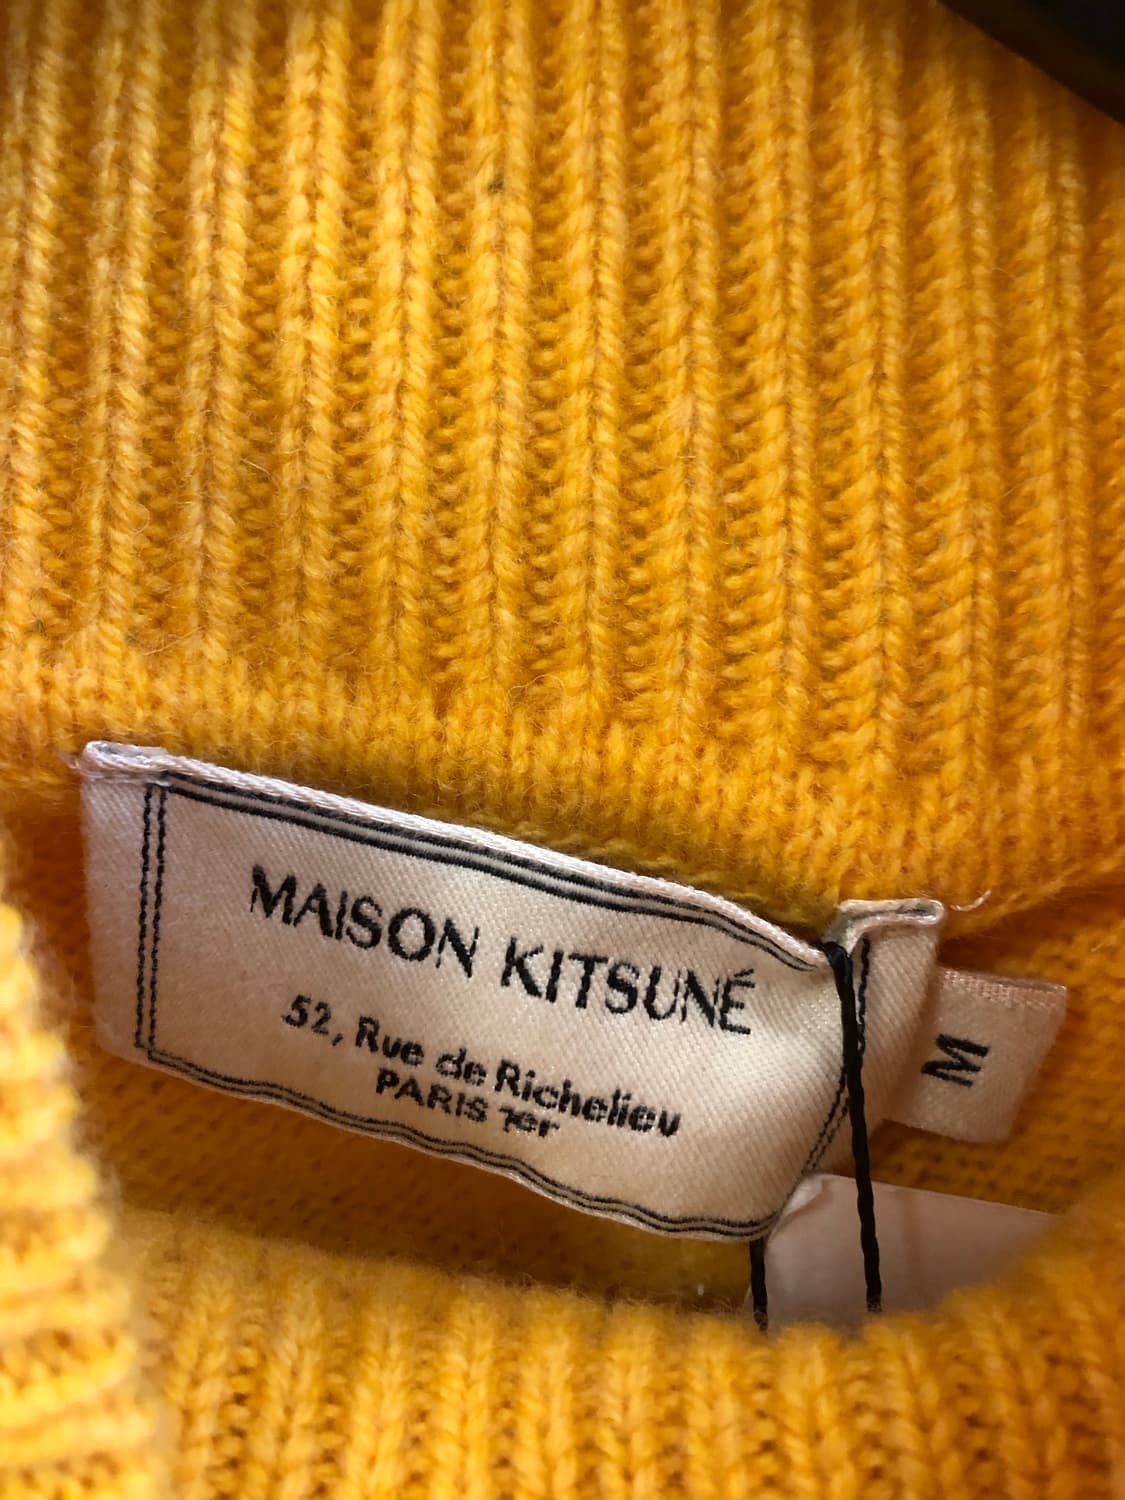 MAISON KITSUNÉ
52, Rue de Richelieu
PARIS 1er
M